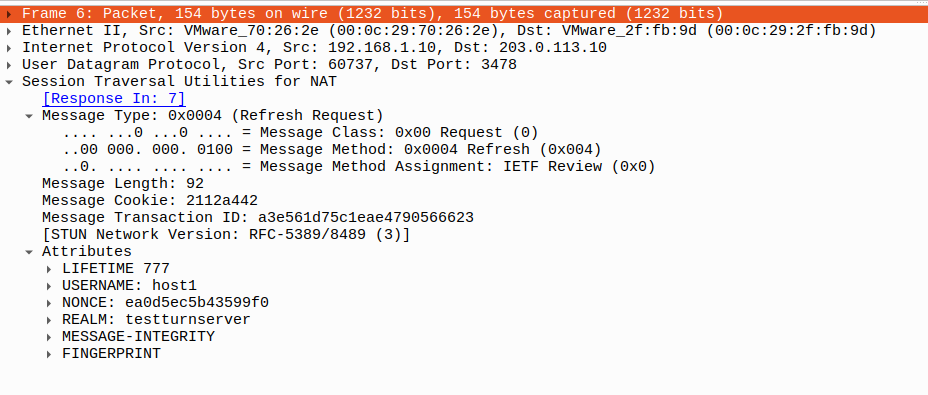 Frame 6: Packet, 154 bytes on wire (1232 bits), 154 bytes captured (1232 bits)
Ethernet II, Src: VMware_70:26:2e (00:0c:29:70:26:2e), Dst: VMware_2f:fb:9d (00:0c:29:2f:fb:9d)
Internet Protocol Version 4, Src: 192.168.1.10, Dst: 203.0.113.10
User Datagram Protocol, Src Port: 60737, Dst Port: 3478
Session Traversal Utilities for NAT
[Response In: 7]
Message Type: 0x0004 (Refresh Request)
.... ...0 ...0 .... = Message Class: 0x00 Request (0)
..00 000. 000. 0100 = Message Method: 0x0004 Refresh (0x004)
..0. .... .... .... = Message Method Assignment: IETF Review (0x0)
Message Length: 92
Message Cookie: 2112a442
Message Transaction ID: a3e561d75c1eae4790566623
[STUN Network Version: RFC-5389/8489 (3)]
Attributes
LIFETIME 777
USERNAME: host1
NONCE: ea0d5ec5b43599f0
REALM: testturnserver
MESSAGE-INTEGRITY
FINGERPRINT